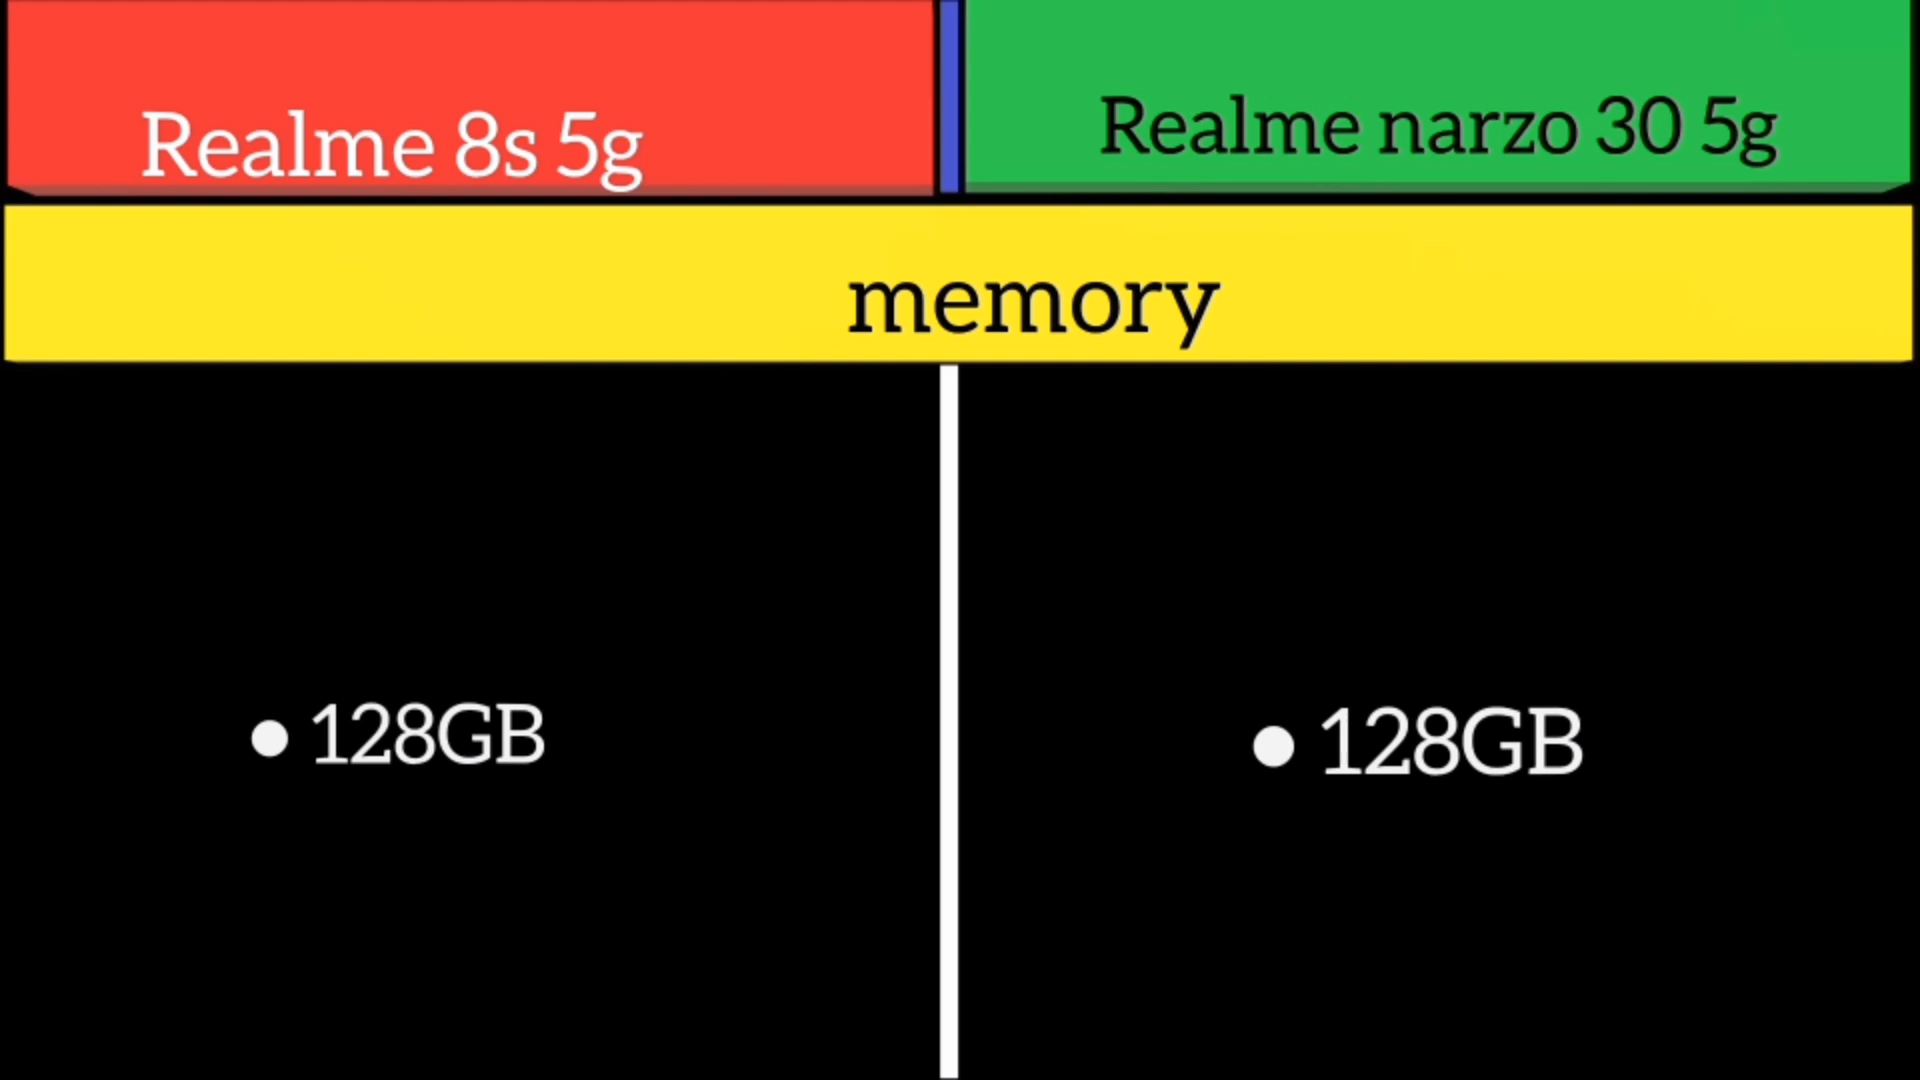 Realme 8s 5g
Realme narzo 30 5g
memory
● 128GB
● 128GB